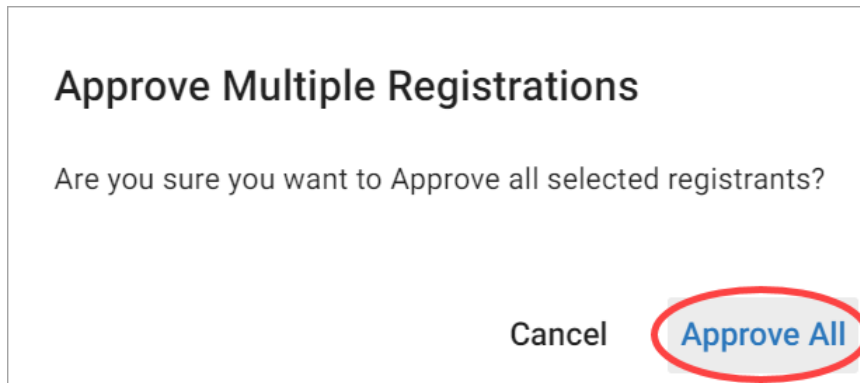 Approve Multiple Registrations
Are you sure you want to Approve all selected registrants?
Cancel Approve All